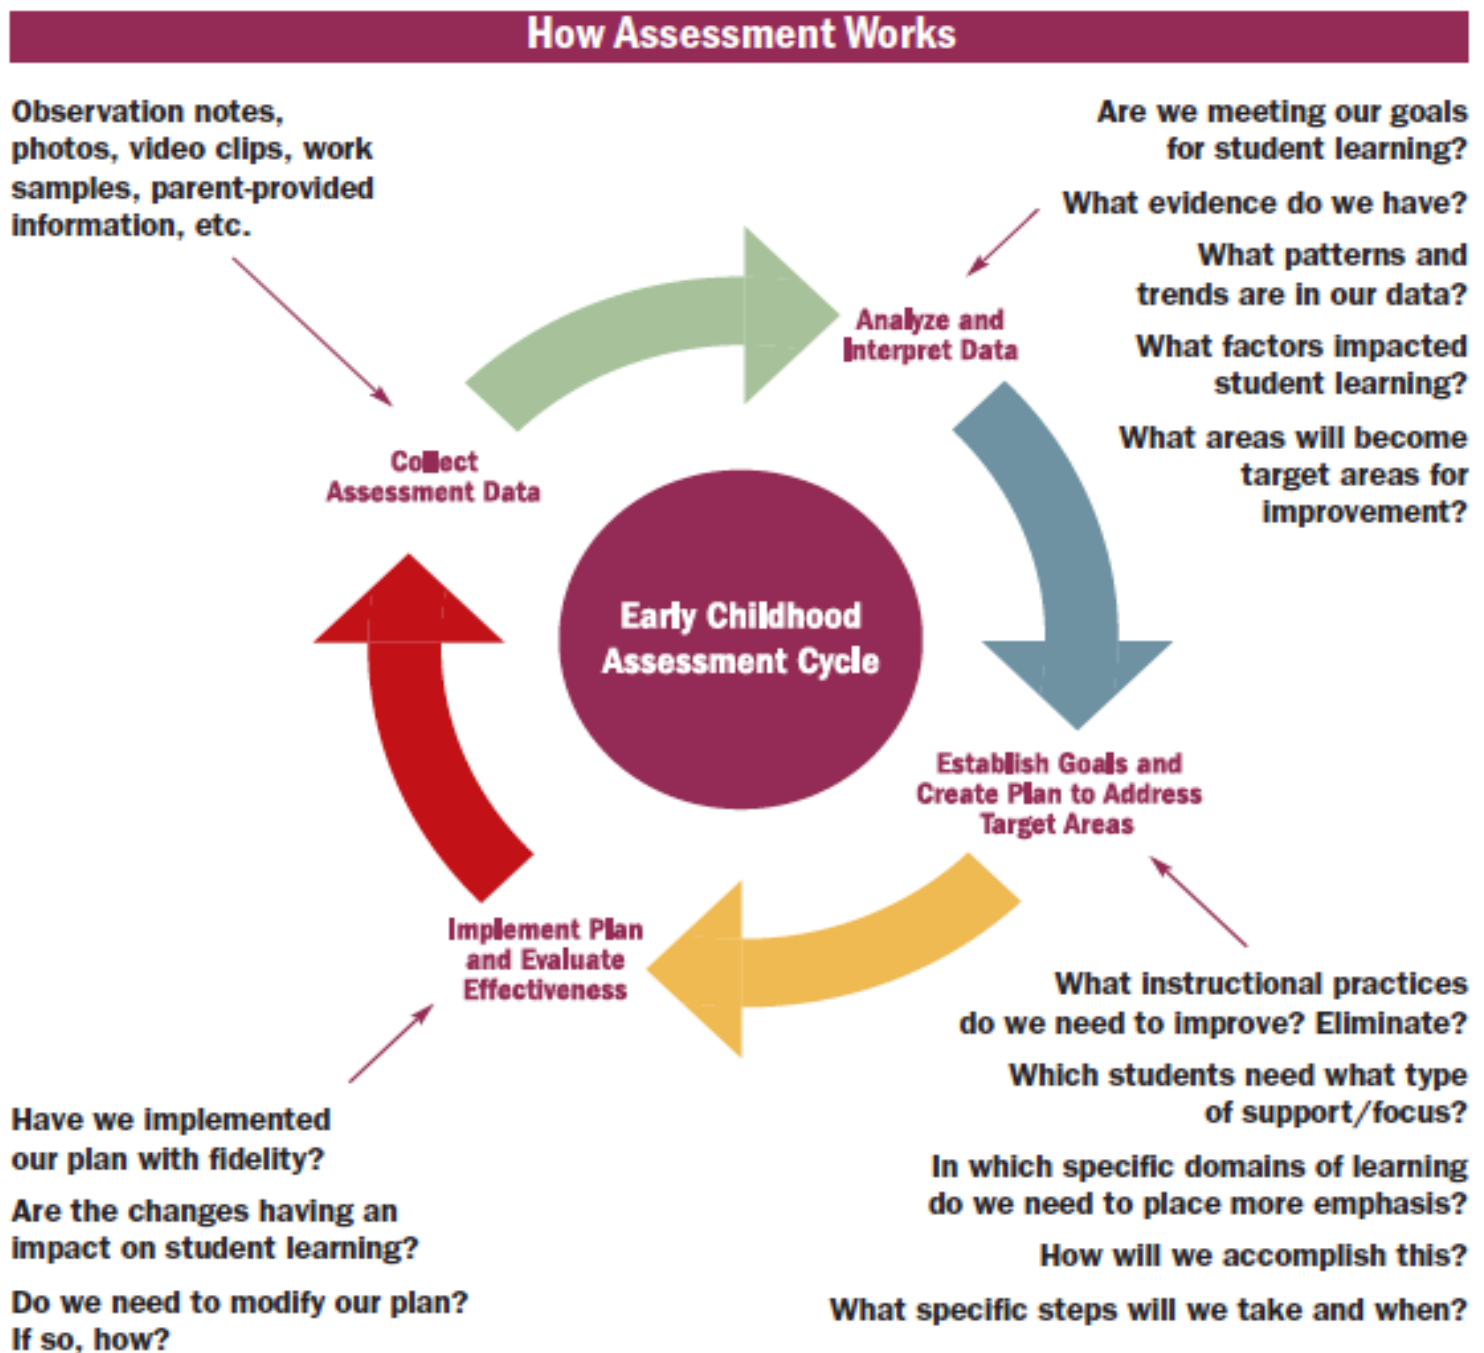 How Assessment Works
Observation notes,
photos, video clips, work
samples, parent-provided
information, etc.
Are we meeting our goals
for student learning?
What evidence do we have?
What patterns and
trends are in our data?
What factors impacted
student learning?
What areas will become
target areas for
improvement?
Analyze and
Interpret Data
Collect
Assessment Data
Early Childhood
Assessment Cycle
Establish Goals and
Create Plan to Address
Target Areas
Implement Plan
and Evaluate
Effectiveness
What instructional practices
do we need to improve? Eliminate?
Which students need what type
of support/focus?
In which specific domains of learning
do we need to place more emphasis?
How will we accomplish this?
What specific steps will we take and when?
Have we implemented
our plan with fidelity?
Are the changes having an
impact on student learning?
Do we need to modify our plan?
If so, how?